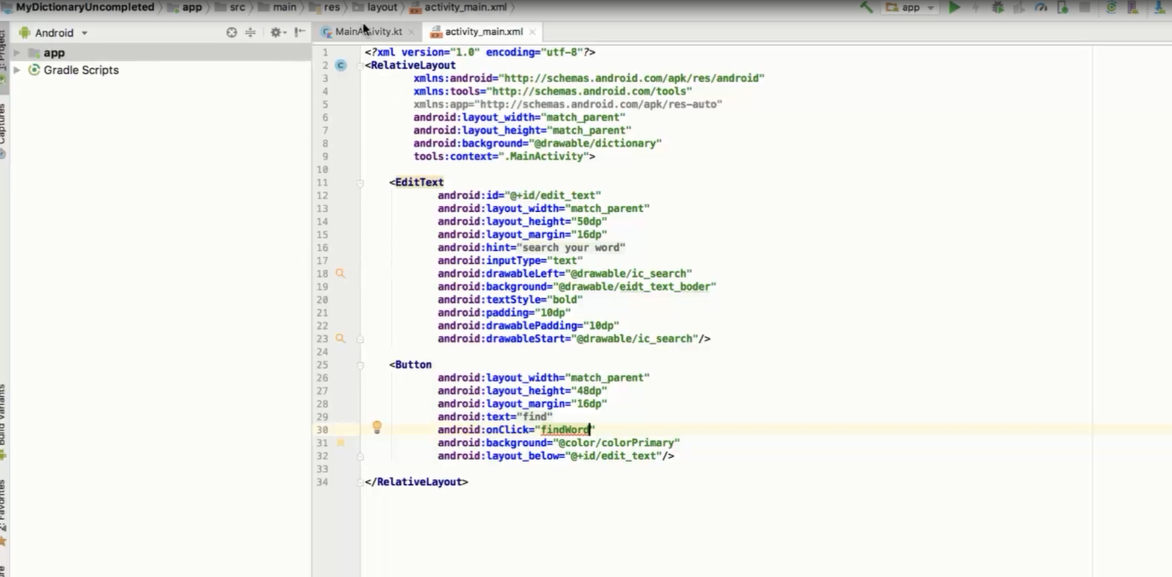 MyDictionaryUncompleted app src main res layout activity_main.xml app
Android MainActivity.kt activity_main.xml
app
Gradle Scripts
Project
Captures
Build Variants
2: Favorites
1 <?xml version="1.0" encoding="utf-8"?>
2 <RelativeLayout
3 xmlns:android="http://schemas.android.com/apk/res/android"
4 xmlns:tools="http://schemas.android.com/tools"
5 xmlns:app="http://schemas.android.com/apk/res-auto"
6 android:layout_width="match_parent"
7 android:layout_height="match_parent"
8 android:background="@drawable/dictionary"
9 tools:context=".MainActivity">
10
11 <EditText
12 android:id="@+id/edit_text"
13 android:layout_width="match_parent"
14 android:layout_height="50dp"
15 android:layout_margin="16dp"
16 android:hint="search your word"
17 android:inputType="text"
18 android:drawableLeft="@drawable/ic_search"
19 android:background="@drawable/eidt_text_boder"
20 android:textStyle="bold"
21 android:padding="10dp"
22 android:drawablePadding="10dp"
23 android:drawableStart="@drawable/ic_search"/>
24
25 <Button
26 android:layout_width="match_parent"
27 android:layout_height="48dp"
28 android:layout_margin="16dp"
29 android:text="find"
30 android:onClick="findWord"
31 android:background="@color/colorPrimary"
32 android:layout_below="@+id/edit_text"/>
33
34 </RelativeLayout>